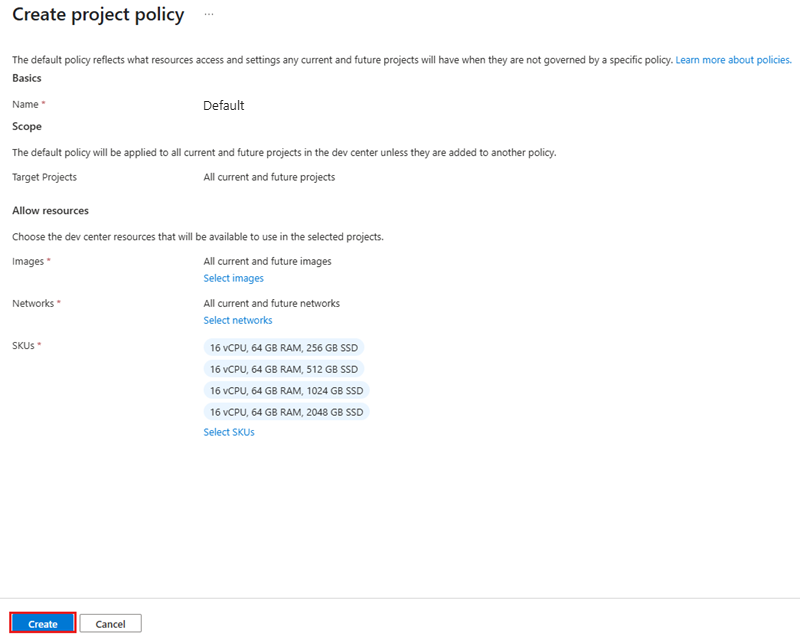 Create project policy ...
The default policy reflects what resources access and settings any current and future projects will have when they are not governed by a specific policy. Learn more about policies.
Basics
Name * Default
Scope
The default policy will be applied to all current and future projects in the dev center unless they are added to another policy.
Target Projects All current and future projects
Allow resources
Choose the dev center resources that will be available to use in the selected projects.
Images * All current and future images
Select images
Networks * All current and future networks
Select networks
SKUs * 16 vCPU, 64 GB RAM, 256 GB SSD
16 vCPU, 64 GB RAM, 512 GB SSD
16 vCPU, 64 GB RAM, 1024 GB SSD
16 vCPU, 64 GB RAM, 2048 GB SSD
Select SKUs
Create Cancel